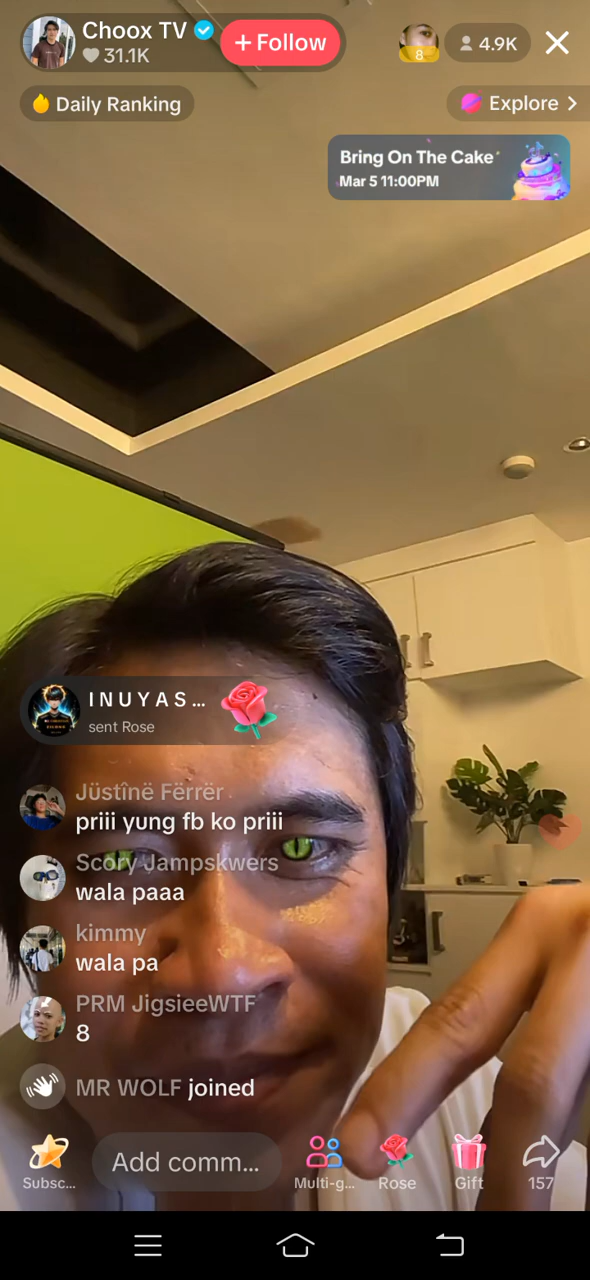 Choox TV
31.1K
+ Follow
8
4.9K
Daily Ranking
Explore
Bring On The Cake
Mar 5 11:00PM
I N U Y A S ...
sent Rose
Jüstînë Fërrër
priii yung fb ko priii
Scory Jampskwers
wala paaa
kimmy
wala pa
PRM JigsieeWTF
8
MR WOLF joined
Subsc...
Add comm...
Multi-g...
Rose
Gift
157